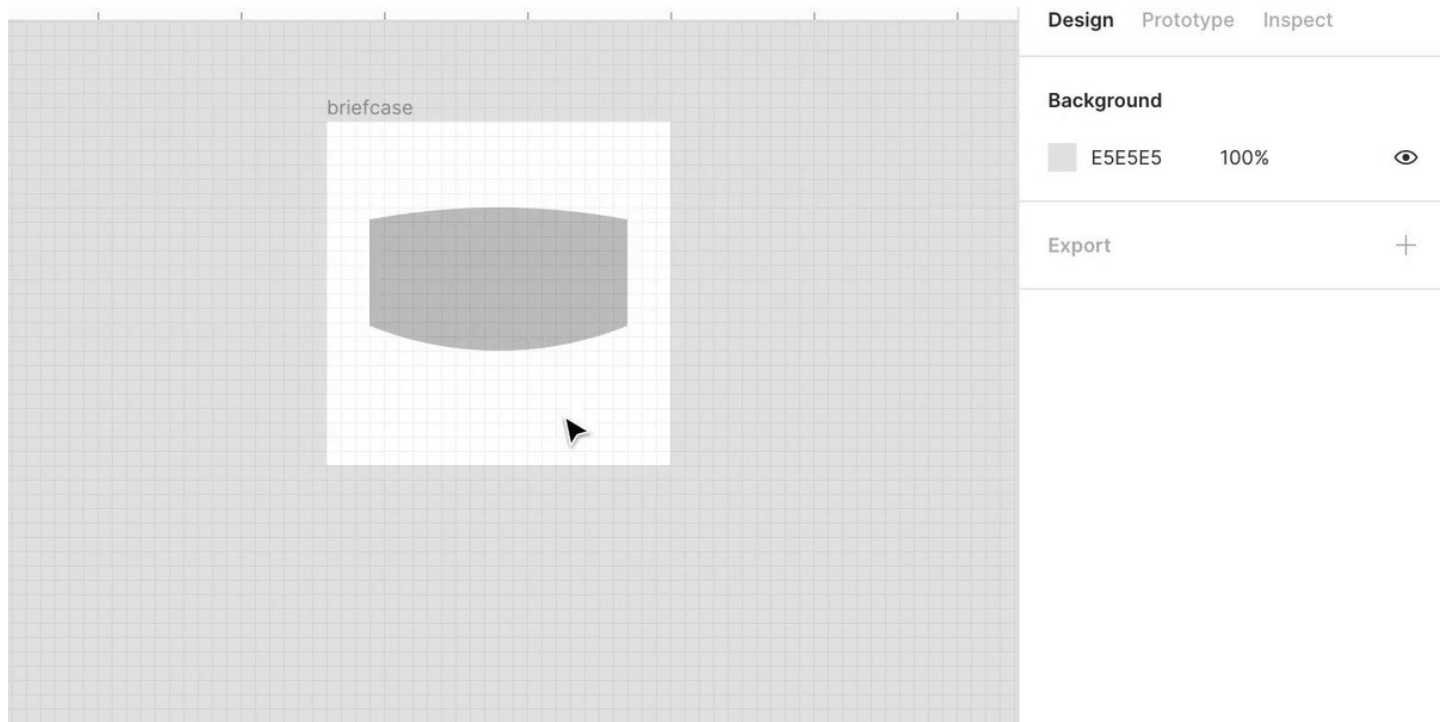 Design Prototype Inspect
briefcase
Background
E5E5E5 100%
Export